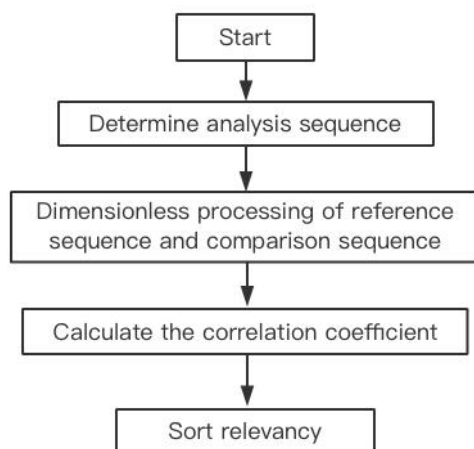 Start
Determine analysis sequence
Dimensionless processing of reference
sequence and comparison sequence
Calculate the correlation coefficient
Sort relevancy